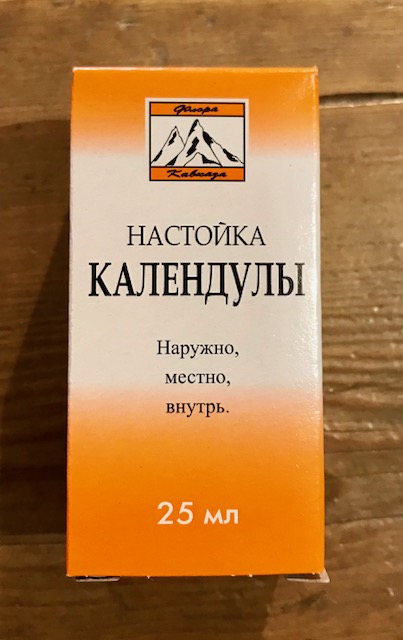 Флора
Кавказа
НАСТОЙКА
КАЛЕНДУЛЫ
Наружно,
местно,
внутрь.
25 мл